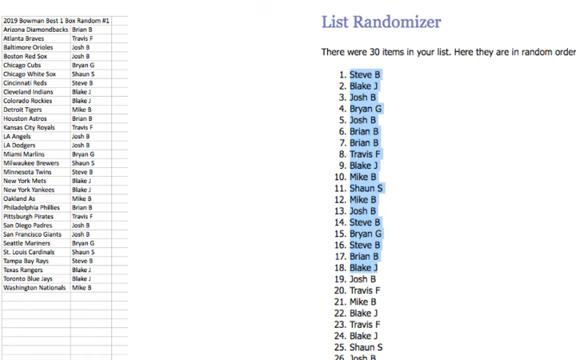 2019 Bowman Best 1 Box Random #1
Arizona Diamondbacks Brian B
Atlanta Braves Travis F
Baltimore Orioles Josh B
Boston Red Sox Josh B
Chicago Cubs Bryan G
Chicago White Sox Shaun S
Cincinnati Reds Steve B
Cleveland Indians Blake J
Colorado Rockies Blake J
Detroit Tigers Mike B
Houston Astros Brian B
Kansas City Royals Travis F
LA Angels Josh B
LA Dodgers Josh B
Miami Marlins Bryan G
Milwaukee Brewers Shaun S
Minnesota Twins Steve B
New York Mets Blake J
New York Yankees Blake J
Oakland As Mike B
Philadelphia Phillies Brian B
Pittsburgh Pirates Travis F
San Diego Padres Josh B
San Francisco Giants Josh B
Seattle Mariners Bryan G
St. Louis Cardinals Shaun S
Tampa Bay Rays Steve B
Texas Rangers Blake J
Toronto Blue Jays Blake J
Washington Nationals Mike B
List Randomizer
There were 30 items in your list. Here they are in random order
1. Steve B
2. Blake J
3. Josh B
4. Bryan G
5. Josh B
6. Brian B
7. Brian B
8. Travis F
9. Blake J
10. Mike B
11. Shaun S
12. Mike B
13. Josh B
14. Steve B
15. Bryan G
16. Steve B
17. Brian B
18. Blake J
19. Josh B
20. Travis F
21. Mike B
22. Blake J
23. Travis F
24. Blake J
25. Shaun S
26. Josh B